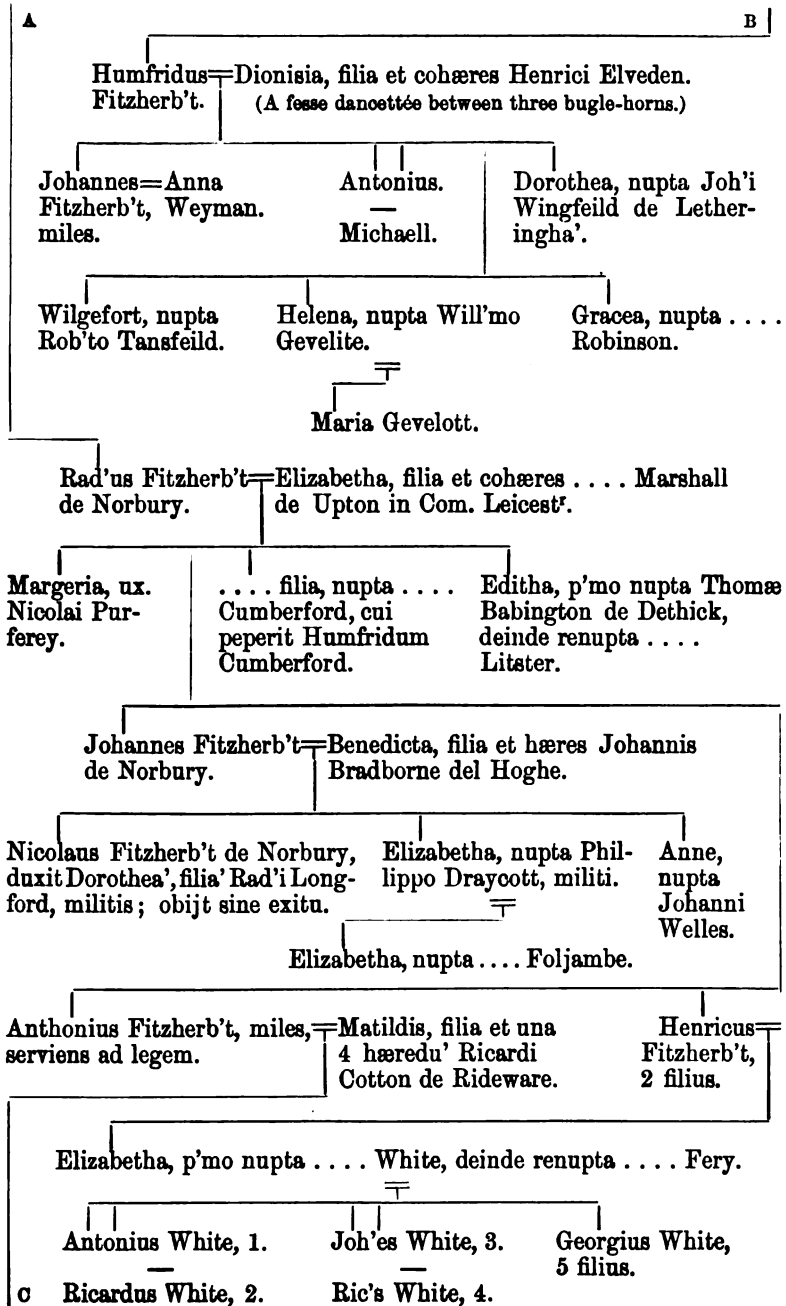 A B
Humfridus=Dionisia, filia et cohæres Henrici Elveden.
Fitzherb't. (A fesse dancettée between three bugle-horns.)
Johannes=Anna Antonius. Dorothea, nupta Joh'i
Fitzherb't, Weyman. — Wingfeild de Lether-
miles. Michaell. ingha'.
Wilgefort, nupta Helena, nupta Will'mo Gracea, nupta . . . .
Rob'to Tansfeild. Gevelite. Robinson.
Maria Gevelott.
Rad'us Fitzherb't=Elizabetha, filia et cohæres . . . . Marshall
de Norbury. de Upton in Com. Leicestʳ.
Margeria, ux. . . . . filia, nupta . . . . Editha, p'mo nupta Thomæ
Nicolai Pur- Cumberford, cui Babington de Dethick,
ferey. peperit Humfridum deinde renupta . . . .
Cumberford. Litster.
Johannes Fitzherb't=Benedicta, filia et hæres Johannis
de Norbury. Bradborne del Hoghe.
Nicolaus Fitzherb't de Norbury, Elizabetha, nupta Phil- Anne,
duxit Dorothea', filia' Rad'i Long- lippo Draycott, militi. nupta
ford, militis; obijt sine exitu. Johanni
Welles.
Elizabetha, nupta . . . . Foljambe.
Anthonius Fitzherb't, miles,=Matildis, filia et una Henricus=
serviens ad legem. 4 hæredu' Ricardi Fitzherb't,
Cotton de Rideware. 2 filius.
Elizabetha, p'mo nupta . . . . White, deinde renupta . . . . Fery.
Antonius White, 1. Joh'es White, 3. Georgius White,
— — 5 filius.
C Ricardus White, 2. Ric's White, 4.